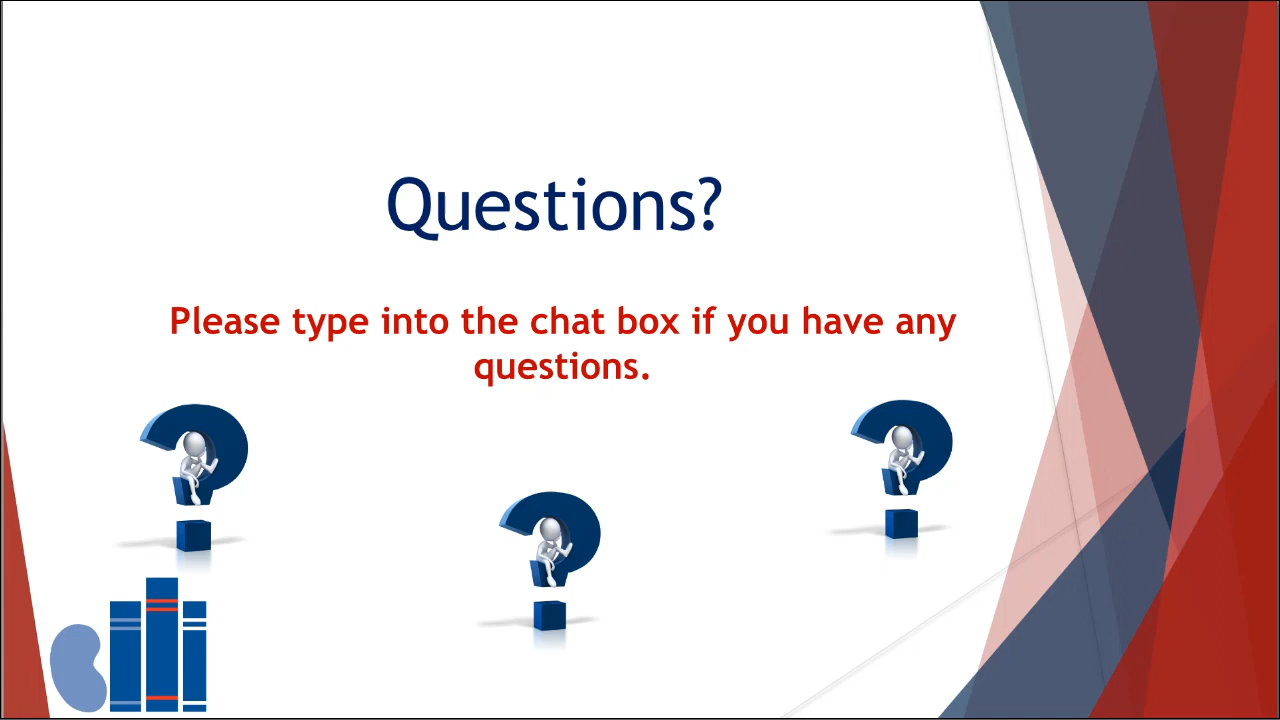 Questions?
Please type into the chat box if you have any
questions.